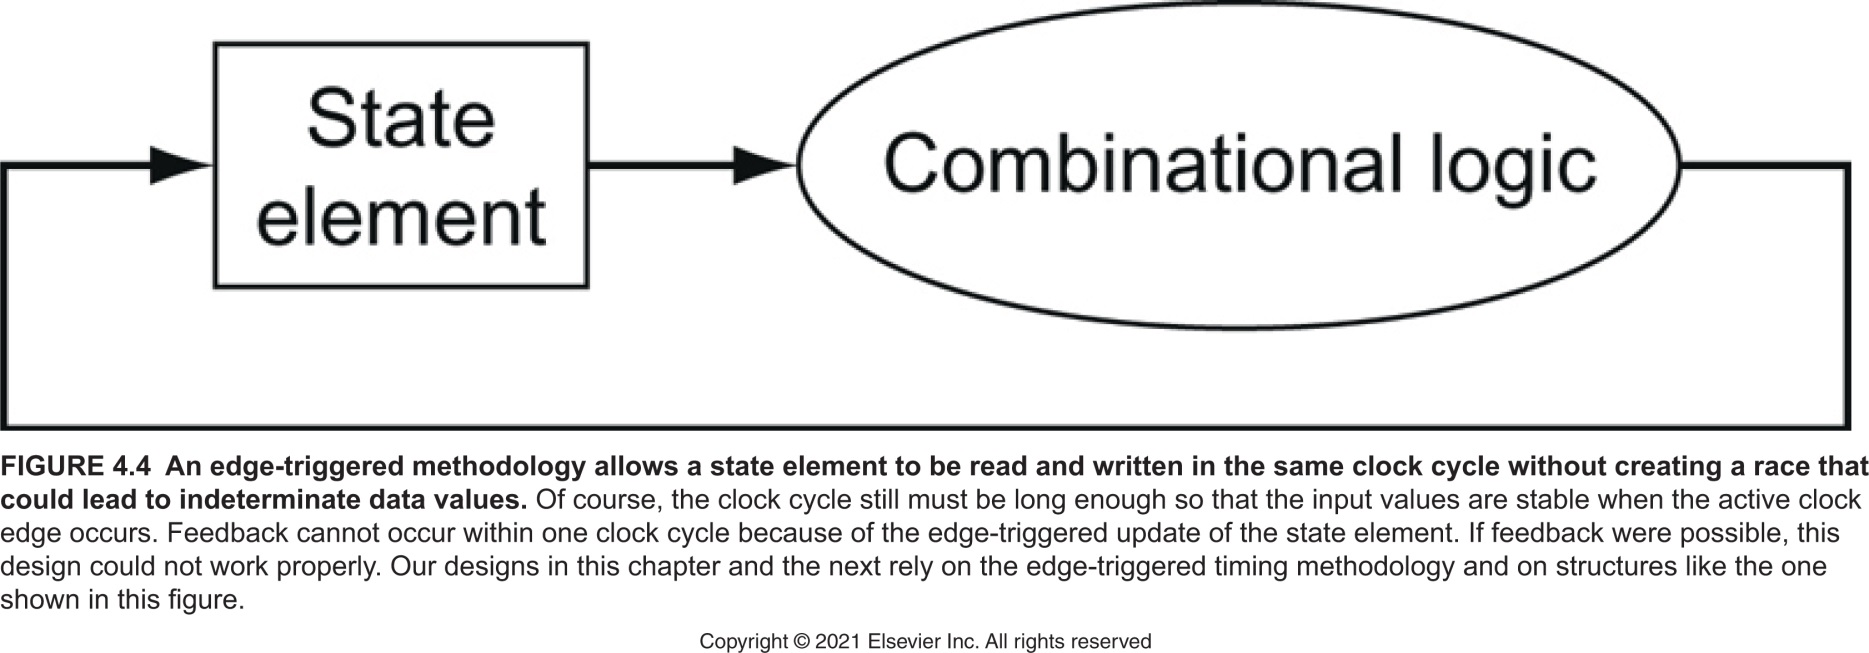 State
element
Combinational logic
FIGURE 4.4 An edge-triggered methodology allows a state element to be read and written in the same clock cycle without creating a race that
could lead to indeterminate data values. Of course, the clock cycle still must be long enough so that the input values are stable when the active clock
edge occurs. Feedback cannot occur within one clock cycle because of the edge-triggered update of the state element. If feedback were possible, this
design could not work properly. Our designs in this chapter and the next rely on the edge-triggered timing methodology and on structures like the one
shown in this figure.
Copyright © 2021 Elsevier Inc. All rights reserved